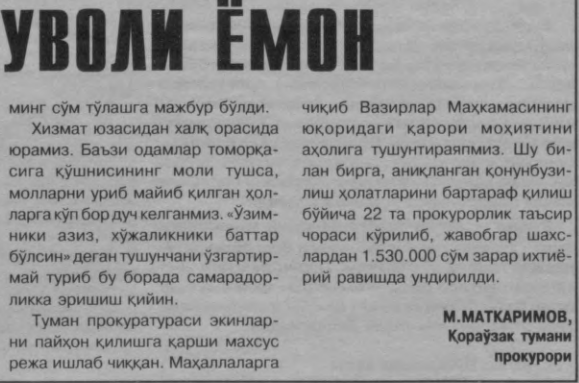 УВОЛИ ЁМОН
минг сўм тўлашга мажбур бўлди.
Хизмат юзасидан халқ орасида
юрамиз. Баъзи одамлар томорқа-
сига қўшнисининг моли тушса,
молларни уриб майиб қилган ҳол-
ларга кўп бор дуч келганмиз. «Ўзим-
ники азиз, хўжаликники баттар
бўлсин» деган тушунчани ўзгартир-
май туриб бу борада самарадор-
ликка эришиш қийин.
Туман прокуратураси экинлар-
ни пайҳон қилишга қарши махсус
режа ишлаб чиққан. Маҳаллаларга
чиқиб Вазирлар Маҳкамасининг
юқоридаги қарори моҳиятини
аҳолига тушунтираяпмиз. Шу би-
лан бирга, аниқланган қонунбузи-
лиш ҳолатларини бартараф қилиш
бўйича 22 та прокурорлик таъсир
чораси кўрилиб, жавобгар шахс-
лардан 1.530.000 сўм зарар ихтиё-
рий равишда ундирилди.
М.МАТКАРИМОВ,
Қораўзак тумани
прокурори